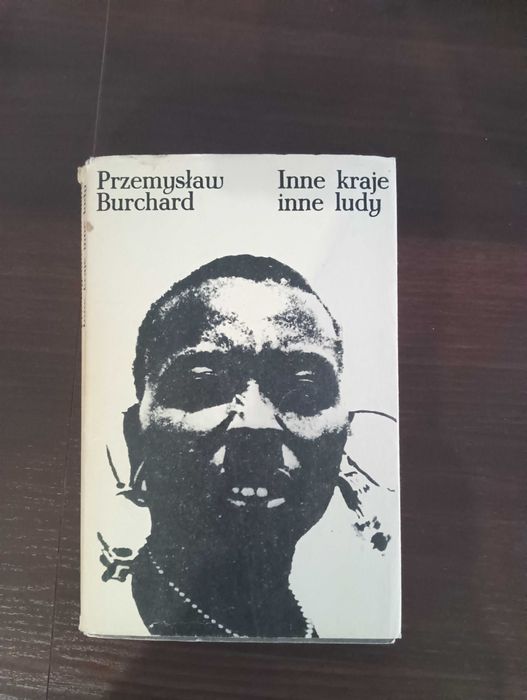 Przemysław
Burchard
Inne kraje
inne ludy